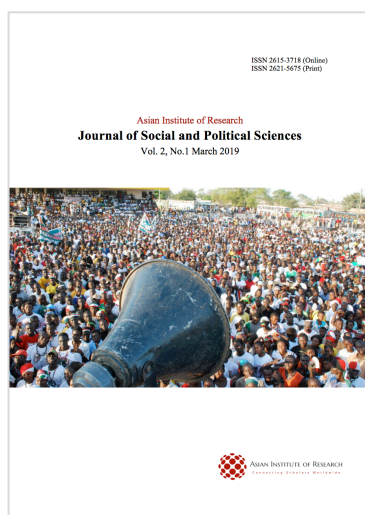 ISSN 2615-3718 (Online)
ISSN 2621-5675 (Print)
Asian Institute of Research
Journal of Social and Political Sciences
Vol. 2, No.1 March 2019
ASIAN INSTITUTE OF RESEARCH
Connecting Scholars Worldwide